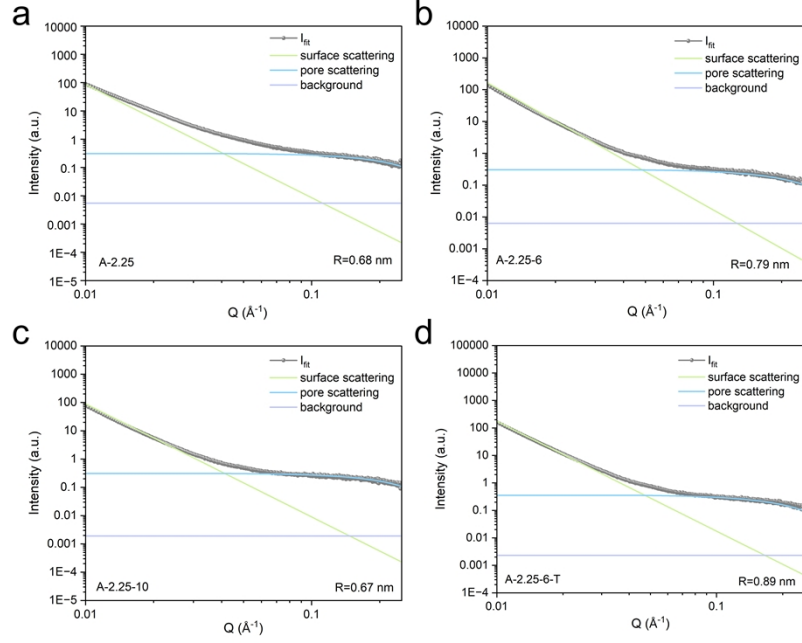 a
10000
1000
100
10
1
0.1
0.01
0.001
1E−4
1E−5
Intensity (a.u.)
I_fit
surface scattering
pore scattering
background
A-2.25
R=0.68 nm
0.01
0.1
Q (Å⁻¹)
b
10000
1000
100
10
1
0.1
0.01
0.001
1E−4
Intensity (a.u.)
I_fit
surface scattering
pore scattering
background
A-2.25-6
R=0.79 nm
0.01
0.1
Q (Å⁻¹)
c
10000
1000
100
10
1
0.1
0.01
0.001
1E−4
1E−5
Intensity (a.u.)
I_fit
surface scattering
pore scattering
background
A-2.25-10
R=0.67 nm
0.01
0.1
Q (Å⁻¹)
d
100000
10000
1000
100
10
1
0.1
0.01
0.001
1E−4
Intensity (a.u.)
I_fit
surface scattering
pore scattering
background
A-2.25-6-T
R=0.89 nm
0.01
0.1
Q (Å⁻¹)